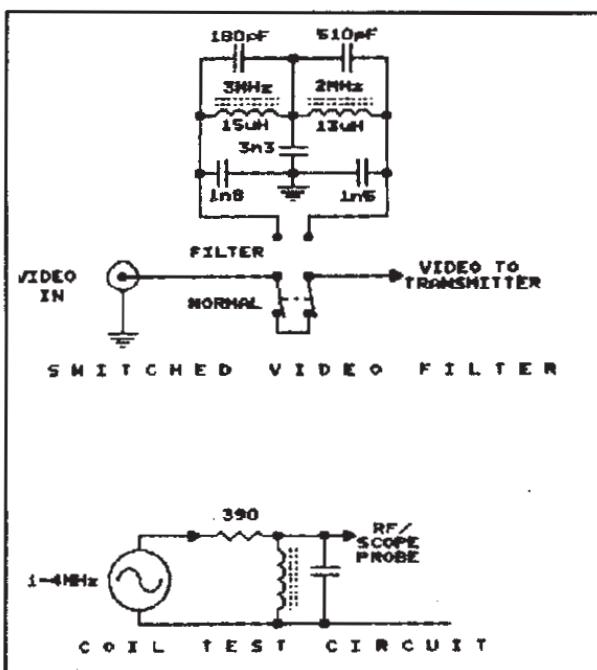 180pF 510pF
3MHz 2MHz
15uH 13uH
3n3
1n8 1n5
FILTER
VIDEO IN
NORMAL
VIDEO TO
TRANSMITTER
SWITCHED VIDEO FILTER
390
RF/
SCOPE
PROBE
1-4MHz
COIL TEST CIRCUIT